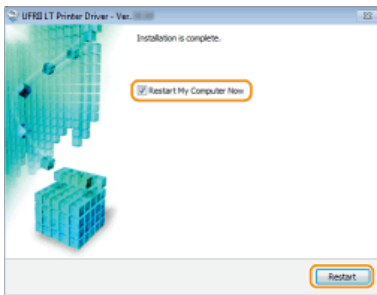 UFRII LT Printer Driver - Ver.
Installation is complete.
Restart My Computer Now
Restart